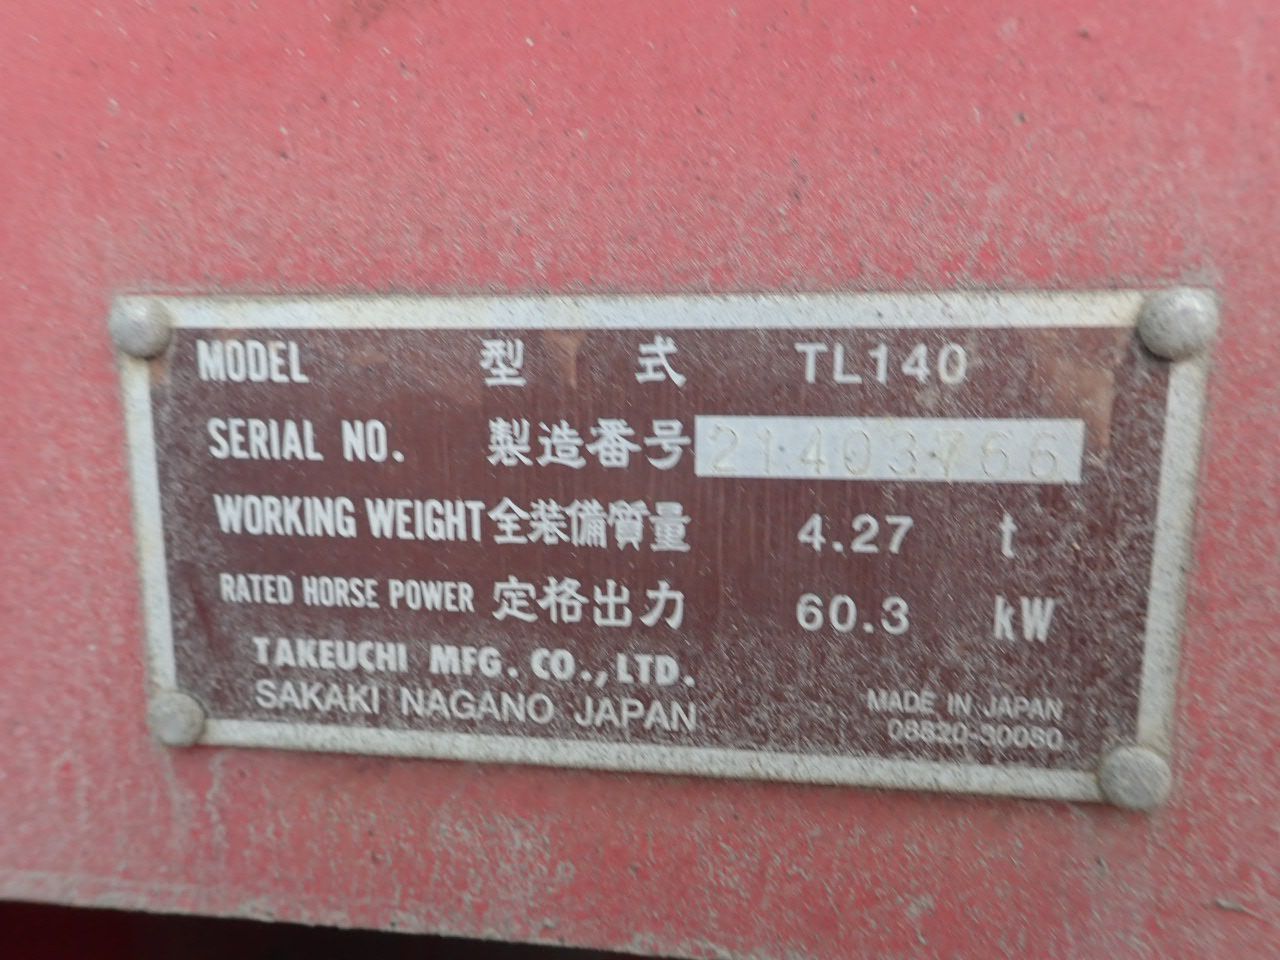 MODEL 型 式 TL140
SERIAL NO. 製造番号 21403766
WORKING WEIGHT 全装備質量 4.27 t
RATED HORSE POWER 定格出力 60.3 kW
TAKEUCHI MFG. CO.,LTD.
SAKAKI NAGANO JAPAN
MADE IN JAPAN
08820-30060